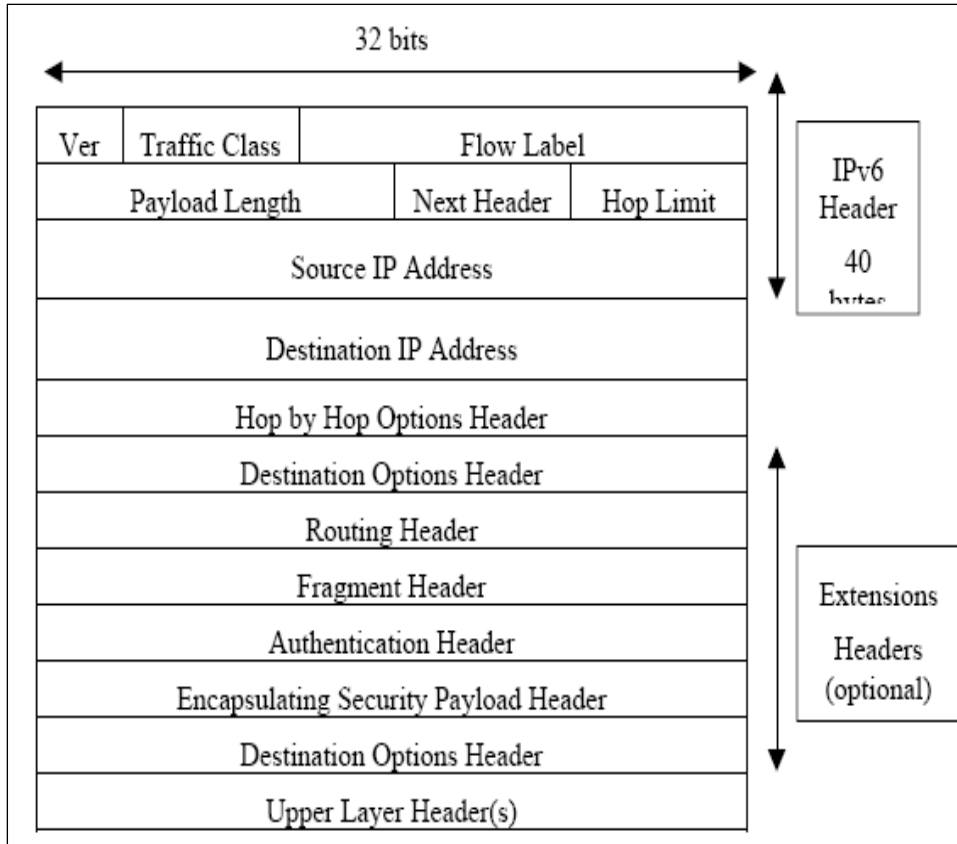 32 bits
Ver Traffic Class Flow Label
Payload Length Next Header Hop Limit
Source IP Address
Destination IP Address
Hop by Hop Options Header
Destination Options Header
Routing Header
Fragment Header
Authentication Header
Encapsulating Security Payload Header
Destination Options Header
Upper Layer Header(s)
IPv6
Header
40
bytes
Extensions
Headers
(optional)